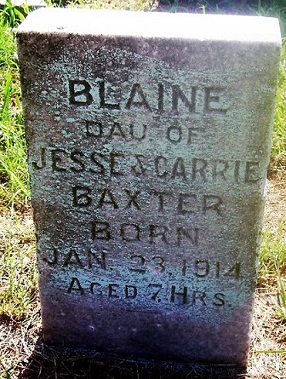 BLAINE
DAU. OF
JESSE & CARRIE
BAXTER
BORN
JAN. 23, 1914
AGED 7. HRS.